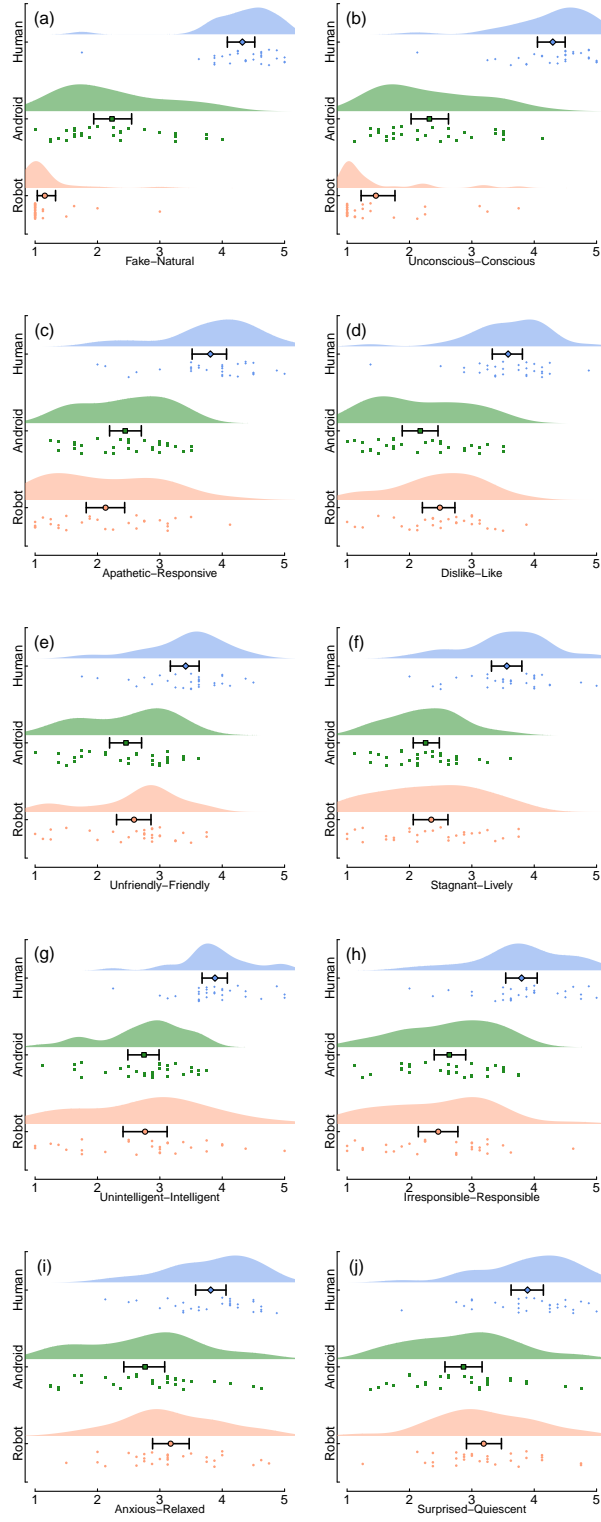 (a)
Human
Android
Robot
1 2 3 4 5
Fake−Natural
(b)
Human
Android
Robot
1 2 3 4 5
Unconscious−Conscious
(c)
Human
Android
Robot
1 2 3 4 5
Apathetic−Responsive
(d)
Human
Android
Robot
1 2 3 4 5
Dislike−Like
(e)
Human
Android
Robot
1 2 3 4 5
Unfriendly−Friendly
(f)
Human
Android
Robot
1 2 3 4 5
Stagnant−Lively
(g)
Human
Android
Robot
1 2 3 4 5
Unintelligent−Intelligent
(h)
Human
Android
Robot
1 2 3 4 5
Irresponsible−Responsible
(i)
Human
Android
Robot
1 2 3 4 5
Anxious−Relaxed
(j)
Human
Android
Robot
1 2 3 4 5
Surprised−Quiescent